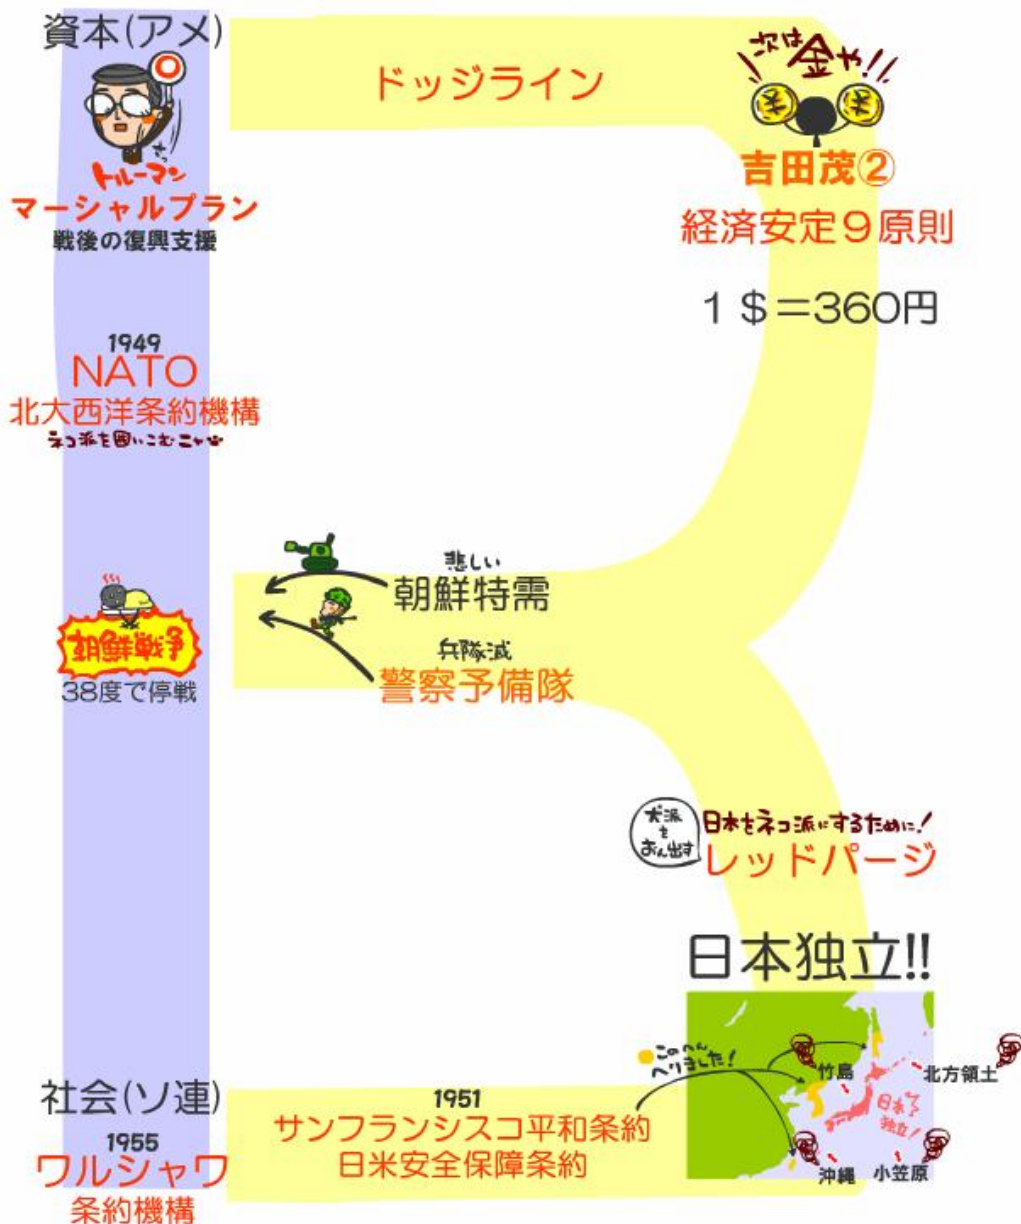 資本(アメ)
さっ
トルーマン
マーシャルプラン
戦後の復興支援
1949
NATO
北大西洋条約機構
ネコ派を囲いこむニャ
朝鮮戦争
38度で停戦
社会(ソ連)
1955
ワルシャワ
条約機構
ドッジライン
次は金や!!
¥ ¥
吉田茂②
経済安定9原則
1$=360円
悲しい
朝鮮特需
兵隊減
警察予備隊
犬派
を
おん出す
日本をネコ派にするために!
レッドパージ
日本独立!!
このへん
へりました!
竹島
北方領土
日本
独立!
沖縄
小笠原
1951
サンフランシスコ平和条約
日米安全保障条約